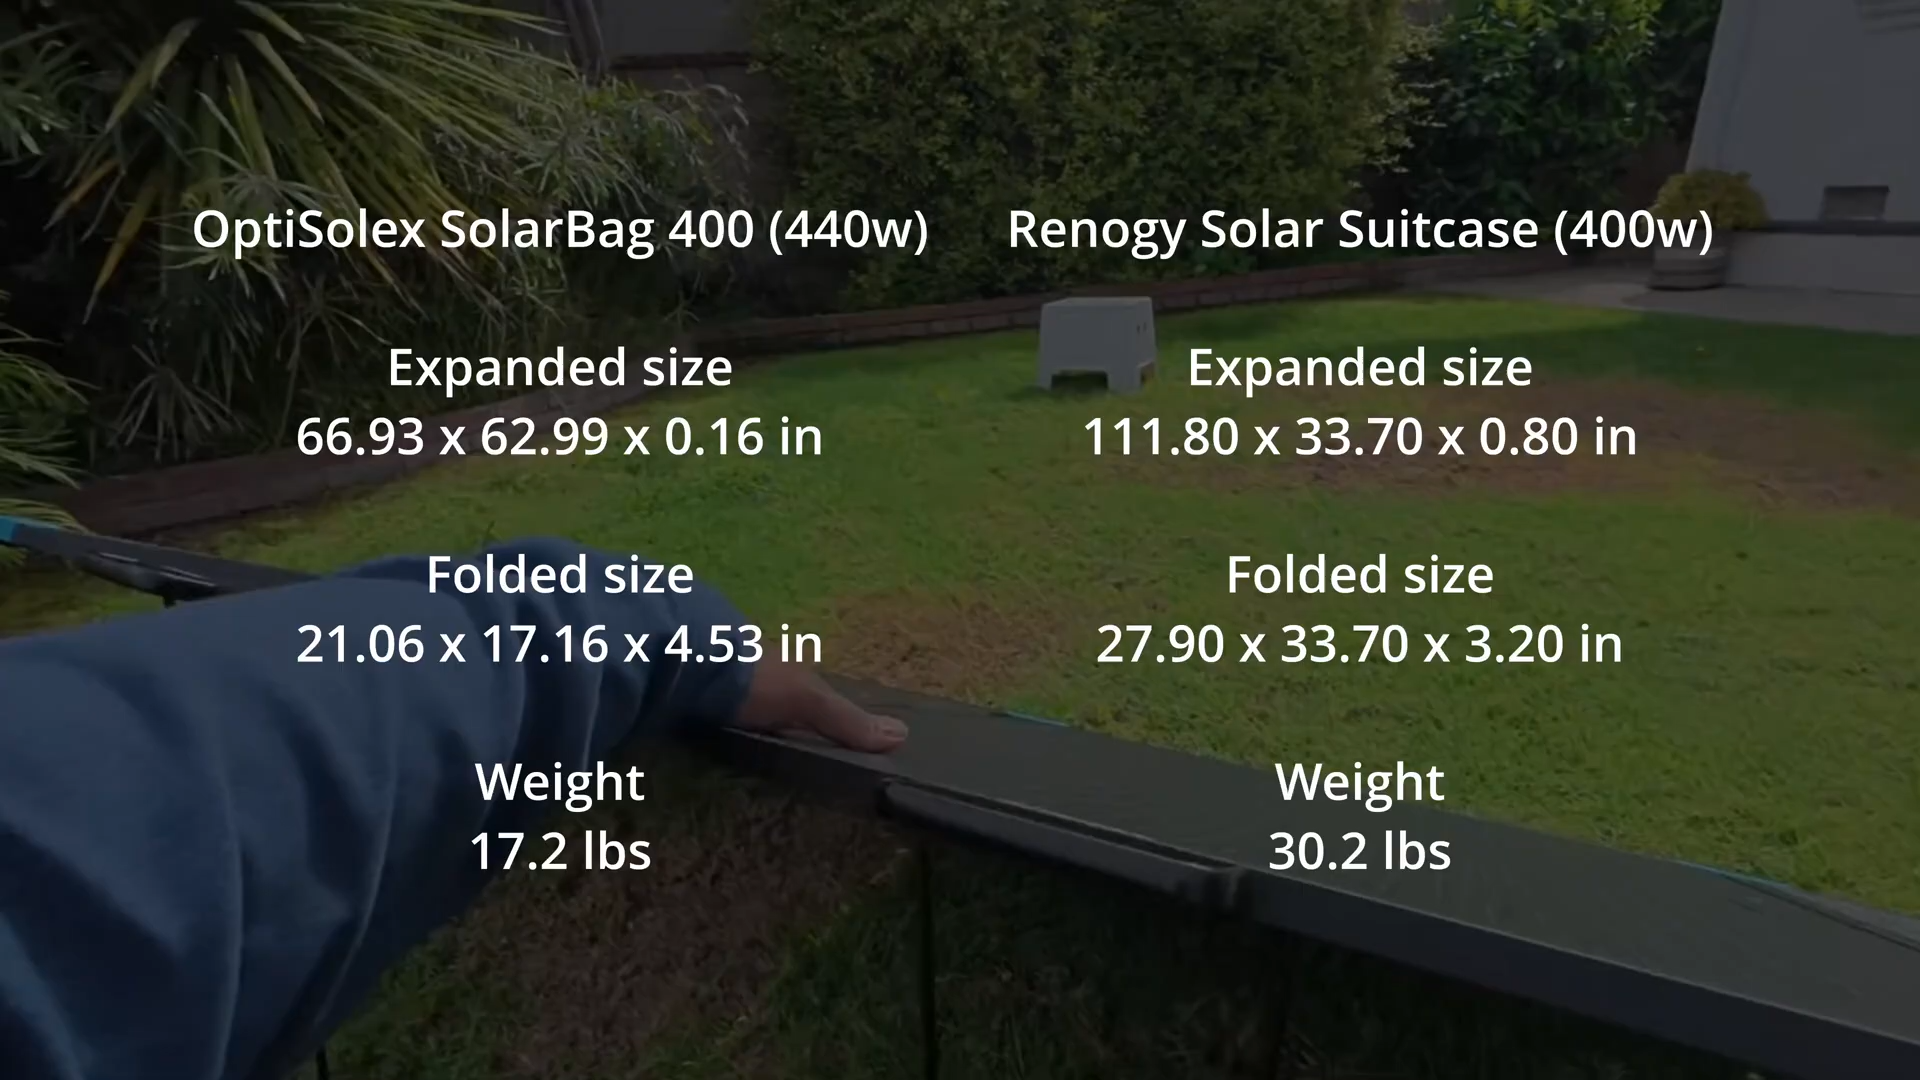 OptiSolex SolarBag 400 (440w)
Expanded size
66.93 x 62.99 x 0.16 in
Folded size
21.06 x 17.16 x 4.53 in
Weight
17.2 lbs
Renogy Solar Suitcase (400w)
Expanded size
111.80 x 33.70 x 0.80 in
Folded size
27.90 x 33.70 x 3.20 in
Weight
30.2 lbs